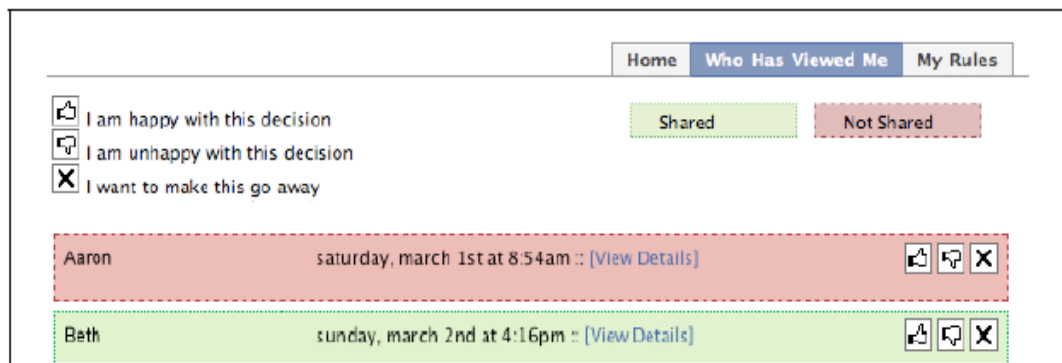 Home Who Has Viewed Me My Rules
I am happy with this decision
Shared Not Shared
I am unhappy with this decision
I want to make this go away
Aaron saturday, march 1st at 8:54am :: [View Details]
Beth sunday, march 2nd at 4:16pm :: [View Details]